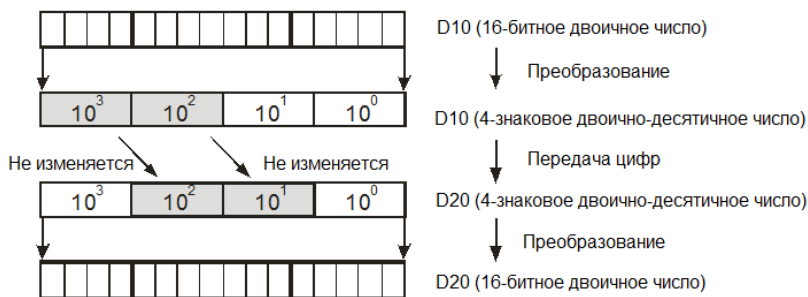 D10 (16-битное двоичное число)
Преобразование
10³ 10² 10¹ 10⁰
D10 (4-знаковое двоично-десятичное число)
Не изменяется Не изменяется
Передача цифр
10³ 10² 10¹ 10⁰
D20 (4-знаковое двоично-десятичное число)
Преобразование
D20 (16-битное двоичное число)